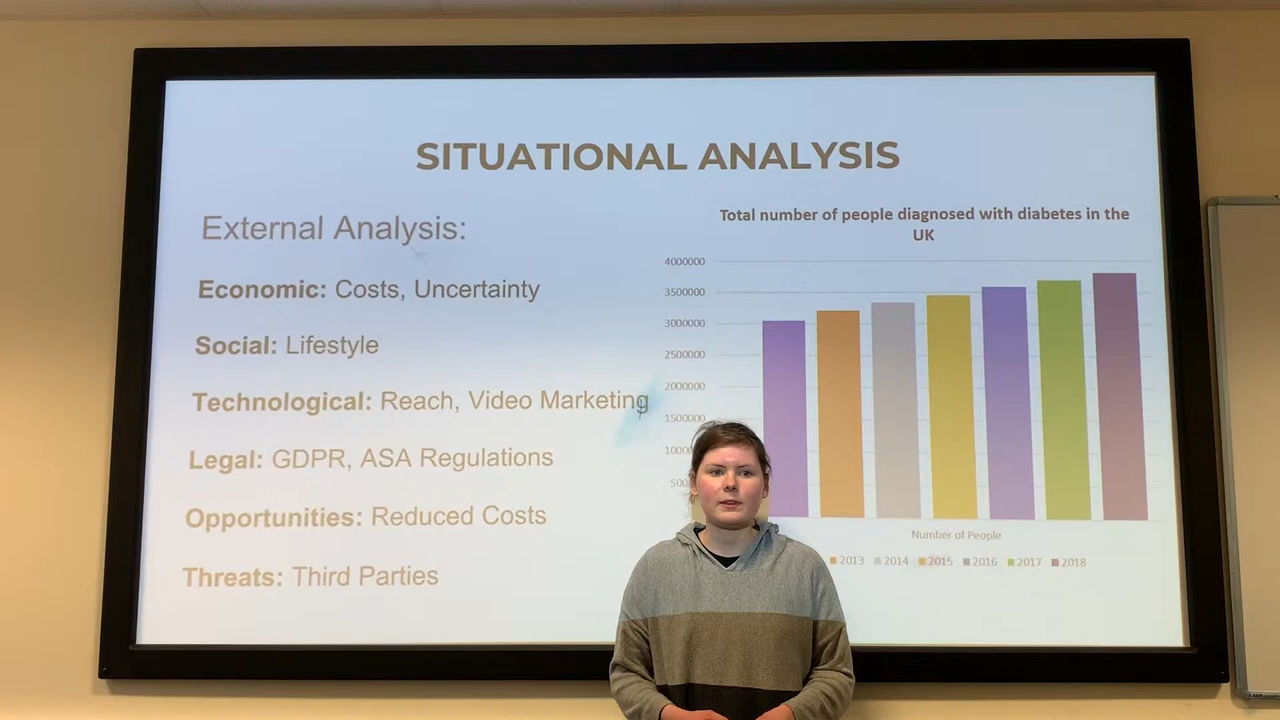 SITUATIONAL ANALYSIS
External Analysis:
Economic: Costs, Uncertainty
Social: Lifestyle
Technological: Reach, Video Marketing
Legal: GDPR, ASA Regulations
Opportunities: Reduced Costs
Threats: Third Parties
Total number of people diagnosed with diabetes in the
UK
4000000
3500000
3000000
2500000
2000000
1500000
Number of People
2013 2014 2015 2016 2017 2018